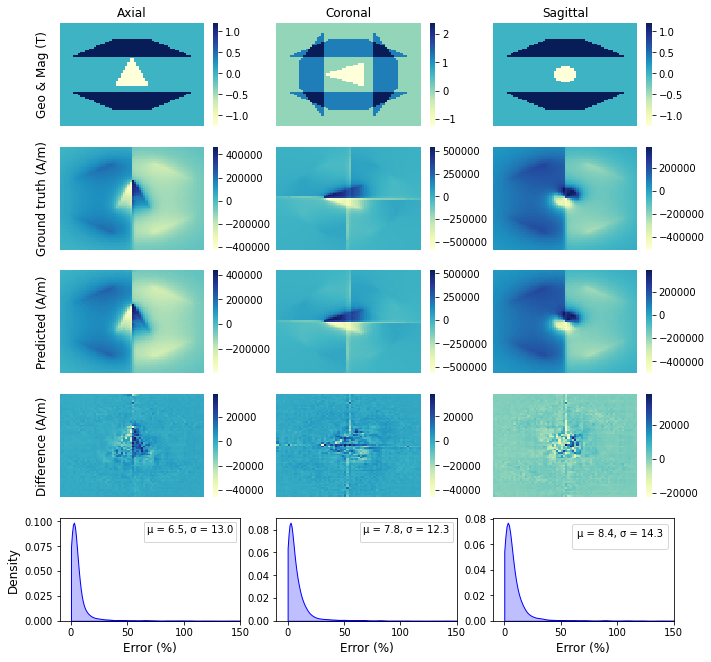 Axial Coronal Sagittal
Geo & Mag (T)
1.0 0.5 0.0 −0.5 −1.0
2 1 0 −1
1.0 0.5 0.0 −0.5 −1.0
Ground truth (A/m)
400000 200000 0 −200000 −400000
500000 250000 0 −250000 −500000
200000 0 −200000 −400000
Predicted (A/m)
400000 200000 0 −200000
500000 250000 0 −250000 −500000
200000 0 −200000 −400000
Difference (A/m)
20000 0 −20000 −40000
20000 0 −20000 −40000
20000 0 −20000
Density
0.100 0.075 0.050 0.025 0.000
μ = 6.5, σ = 13.0
0 50 100 150
Error (%)
0.08 0.06 0.04 0.02 0.00
μ = 7.8, σ = 12.3
0 50 100 150
Error (%)
0.08 0.06 0.04 0.02 0.00
μ = 8.4, σ = 14.3
0 50 100 150
Error (%)